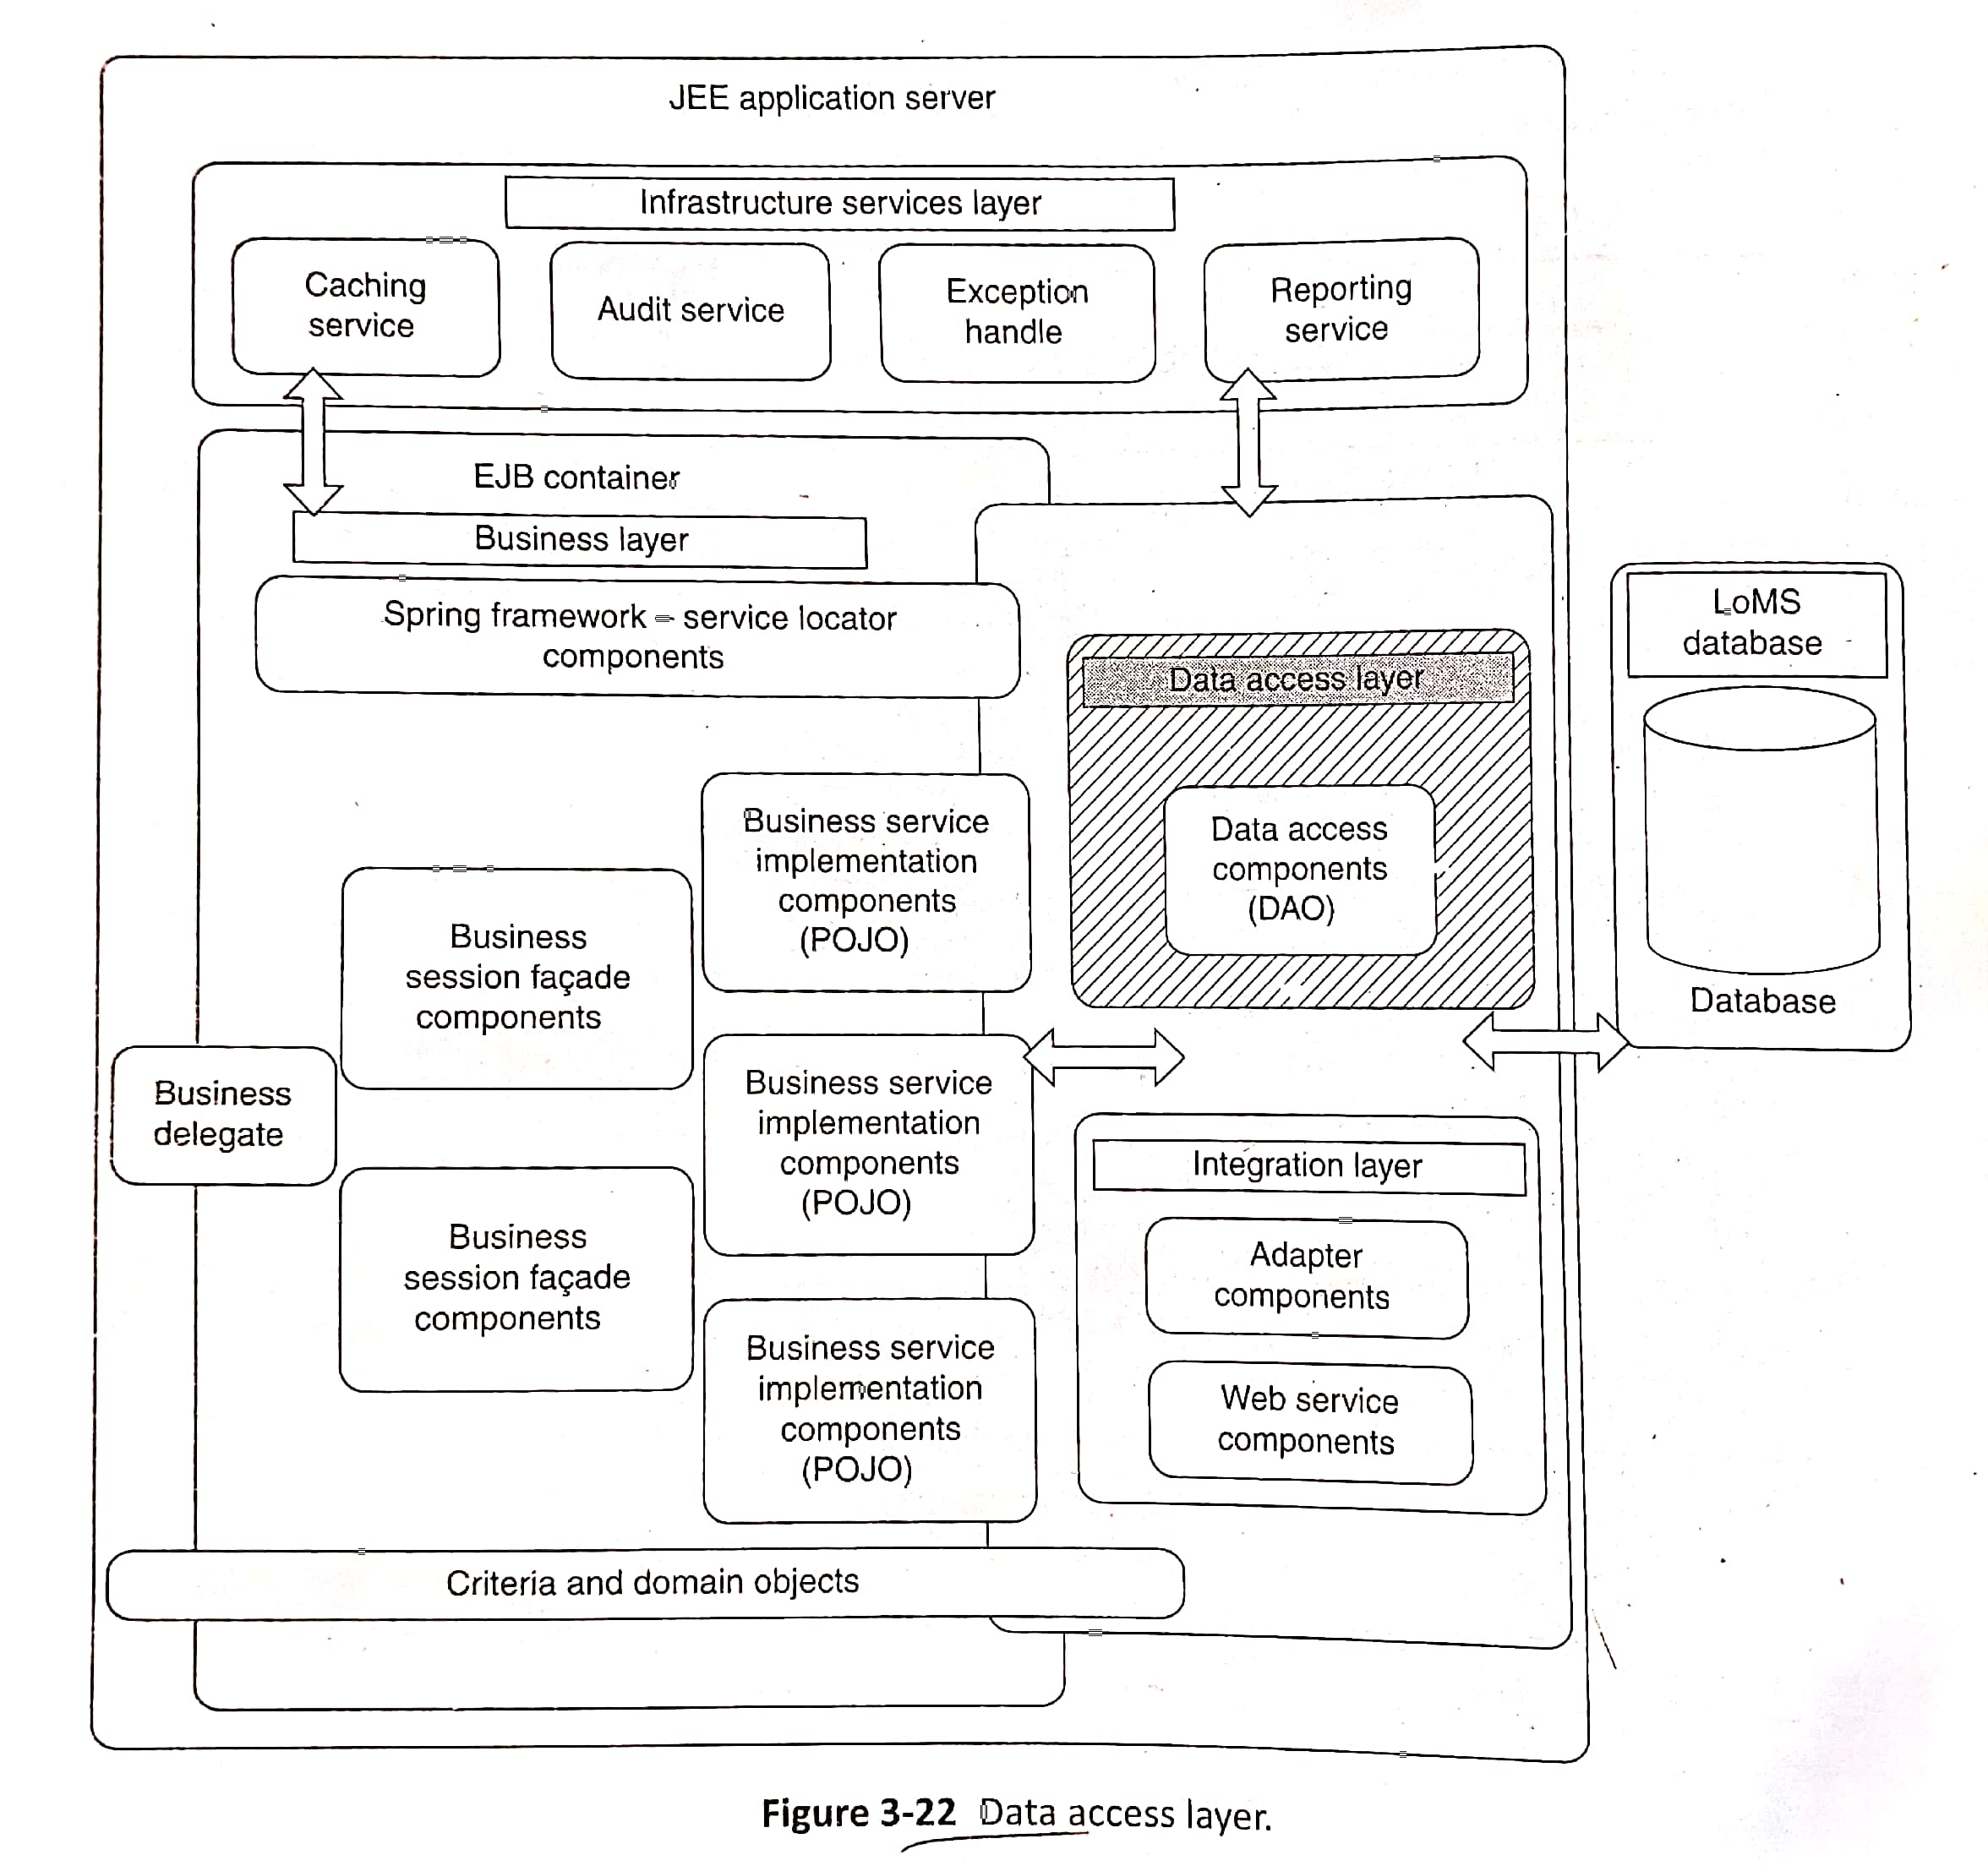 JEE application server
Infrastructure services layer
Caching
service
Audit service
Exception
handle
Reporting
service
EJB container
Business layer
Spring framework – service locator
components
Data access layer
Data access
components
(DAO)
LoMS
database
Database
Business service
implementation
components
(POJO)
Business
session façade
components
Business
delegate
Business service
implementation
components
(POJO)
Business
session façade
components
Business service
implementation
components
(POJO)
Integration layer
Adapter
components
Web service
components
Criteria and domain objects
Figure 3-22 Data access layer.